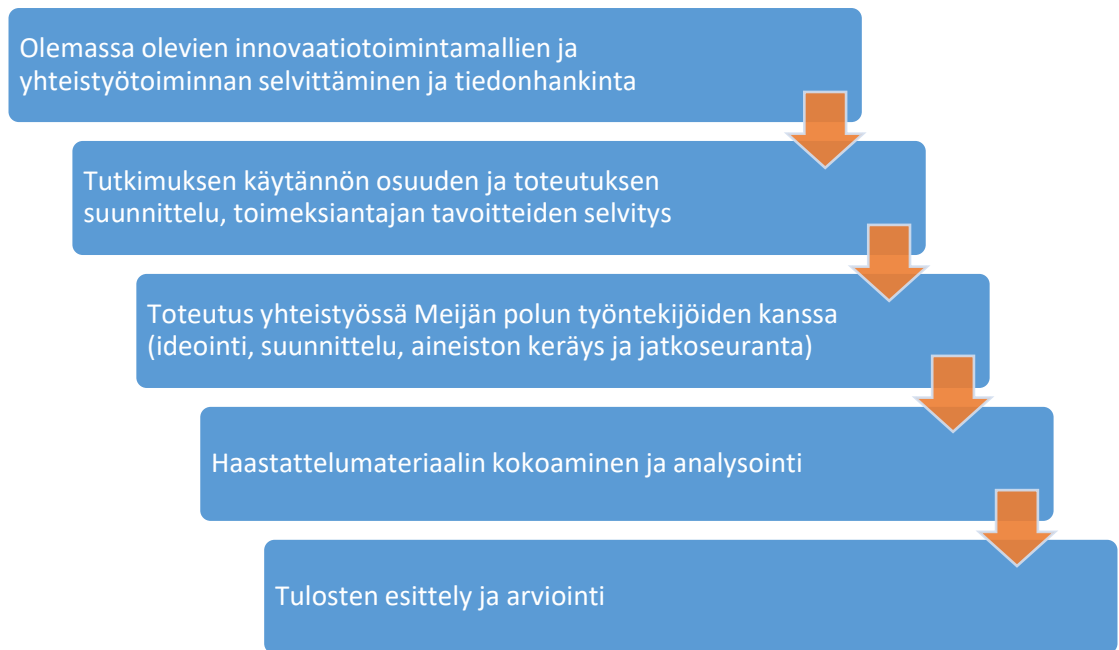 Olemassa olevien innovaatiotoimintamallien ja
yhteistyötoiminnan selvittäminen ja tiedonhankinta
Tutkimuksen käytännön osuuden ja toteutuksen
suunnittelu, toimeksiantajan tavoitteiden selvitys
Toteutus yhteistyössä Meijän polun työntekijöiden kanssa
(ideointi, suunnittelu, aineiston keräys ja jatkoseuranta)
Haastattelumateriaalin kokoaminen ja analysointi
Tulosten esittely ja arviointi